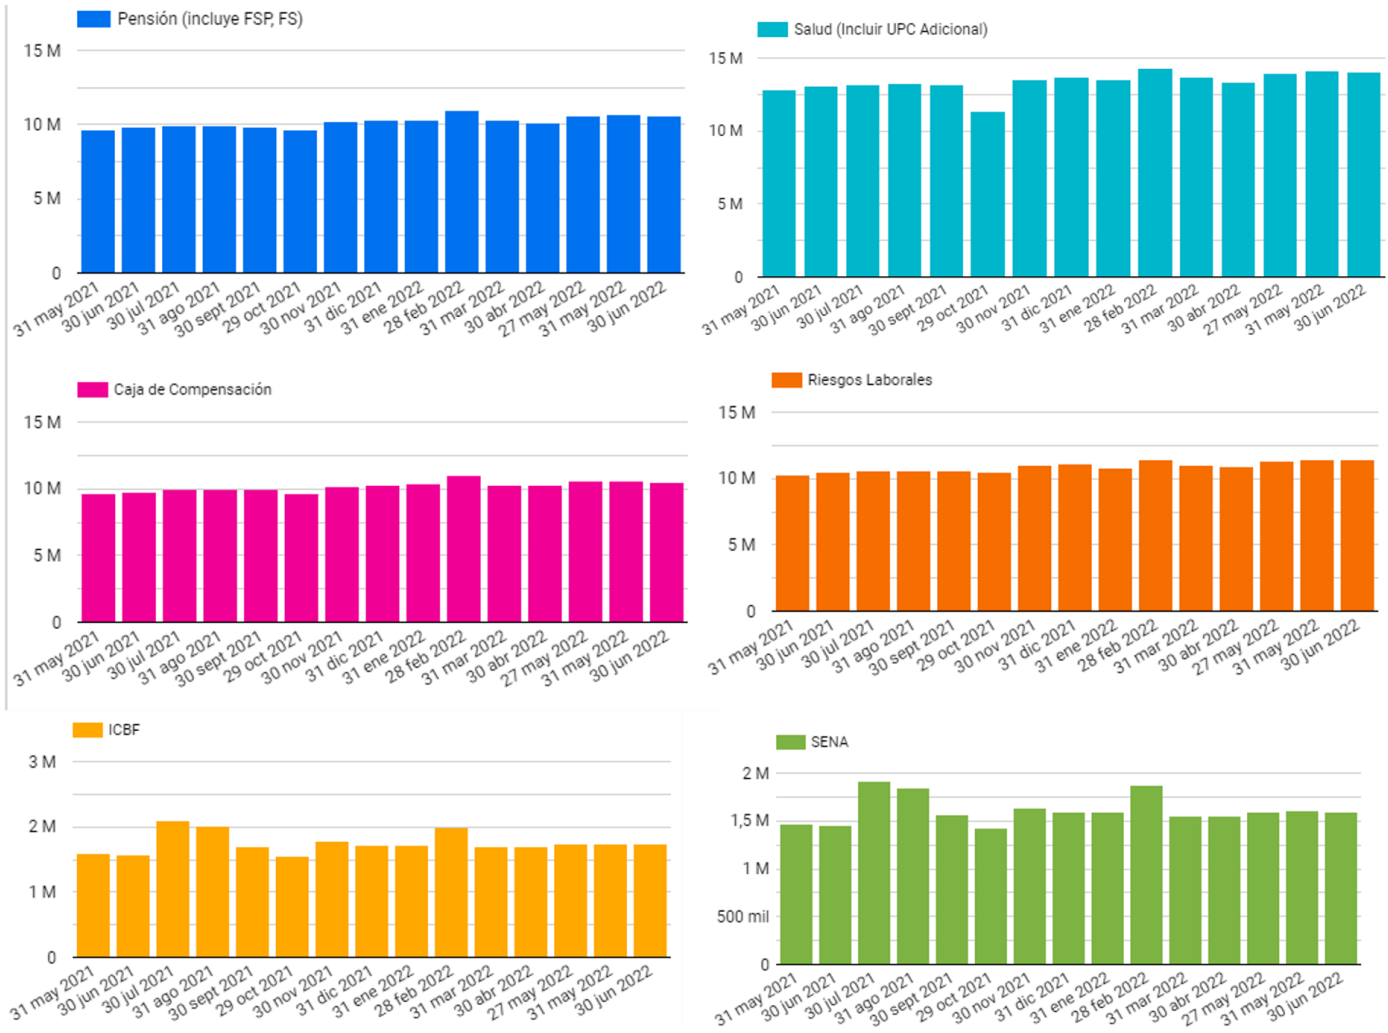 Pensión (incluye FSP, FS)
15 M
10 M
5 M
0
31 may 2021
30 jun 2021
30 jul 2021
31 ago 2021
30 sept 2021
29 oct 2021
30 nov 2021
31 dic 2021
31 ene 2022
28 feb 2022
31 mar 2022
30 abr 2022
27 may 2022
31 may 2022
30 jun 2022
Salud (Incluir UPC Adicional)
15 M
10 M
5 M
0
31 may 2021
30 jun 2021
30 jul 2021
31 ago 2021
30 sept 2021
29 oct 2021
30 nov 2021
31 dic 2021
31 ene 2022
28 feb 2022
31 mar 2022
30 abr 2022
27 may 2022
31 may 2022
30 jun 2022
Caja de Compensación
15 M
10 M
5 M
0
31 may 2021
30 jun 2021
30 jul 2021
31 ago 2021
30 sept 2021
29 oct 2021
30 nov 2021
31 dic 2021
31 ene 2022
28 feb 2022
31 mar 2022
30 abr 2022
27 may 2022
31 may 2022
30 jun 2022
Riesgos Laborales
15 M
10 M
5 M
0
31 may 2021
30 jun 2021
30 jul 2021
31 ago 2021
30 sept 2021
29 oct 2021
30 nov 2021
31 dic 2021
31 ene 2022
28 feb 2022
31 mar 2022
30 abr 2022
27 may 2022
31 may 2022
30 jun 2022
ICBF
3 M
2 M
1 M
0
31 may 2021
30 jun 2021
30 jul 2021
31 ago 2021
30 sept 2021
29 oct 2021
30 nov 2021
31 dic 2021
31 ene 2022
28 feb 2022
31 mar 2022
30 abr 2022
27 may 2022
31 may 2022
30 jun 2022
SENA
2 M
1,5 M
1 M
500 mil
0
31 may 2021
30 jun 2021
30 jul 2021
31 ago 2021
30 sept 2021
29 oct 2021
30 nov 2021
31 dic 2021
31 ene 2022
28 feb 2022
31 mar 2022
30 abr 2022
27 may 2022
31 may 2022
30 jun 2022